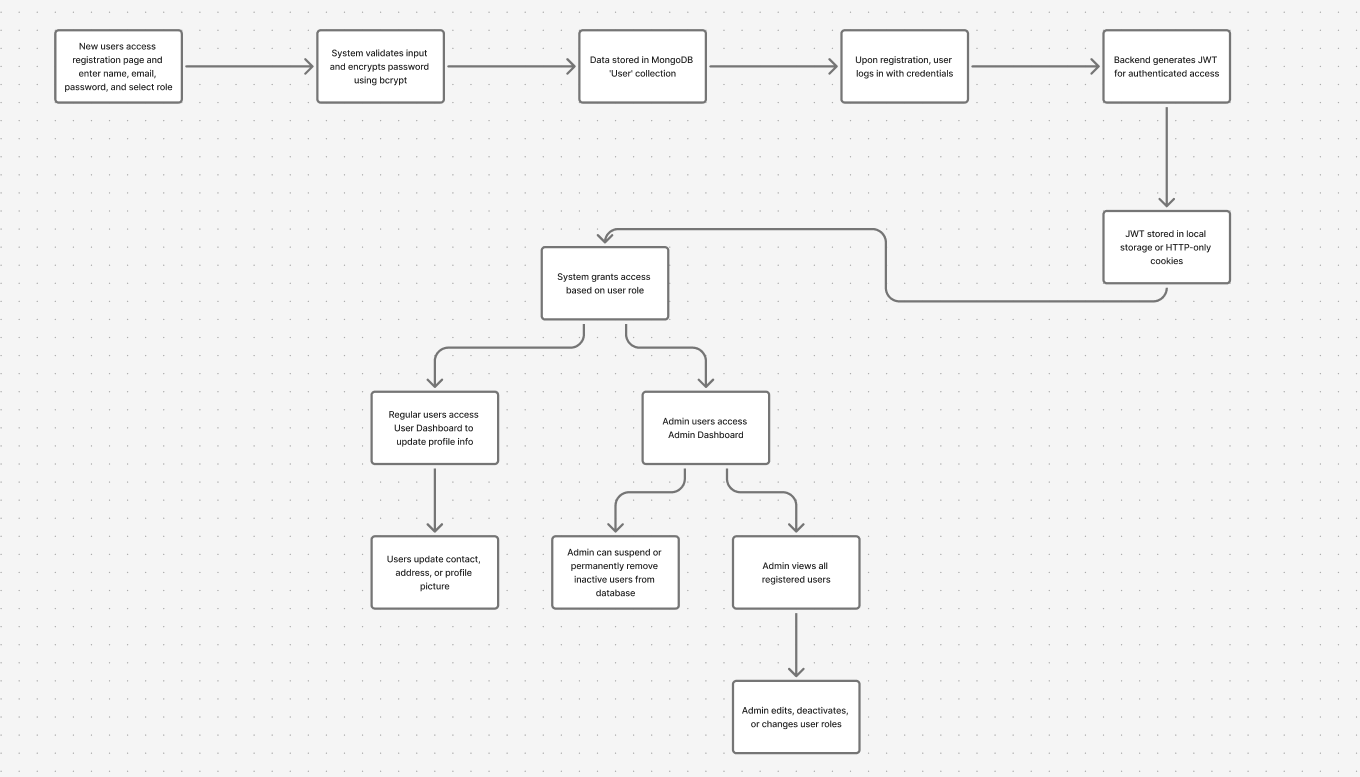 New users access
registration page and
enter name, email,
password, and select role
System validates input
and encrypts password
using bcrypt
Data stored in MongoDB
'User' collection
Upon registration, user
logs in with credentials
Backend generates JWT
for authenticated access
JWT stored in local
storage or HTTP-only
cookies
System grants access
based on user role
Regular users access
User Dashboard to
update profile info
Admin users access
Admin Dashboard
Users update contact,
address, or profile
picture
Admin can suspend or
permanently remove
inactive users from
database
Admin views all
registered users
Admin edits, deactivates,
or changes user roles